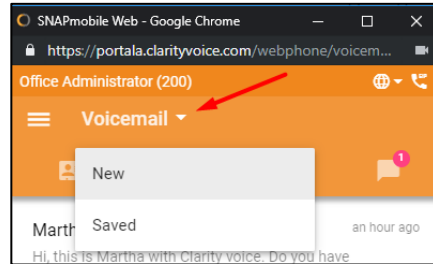 SNAPmobile Web - Google Chrome
https://portala.clarityvoice.com/webphone/voicem...
Office Administrator (200)
Voicemail
1
New
Saved
Marth
an hour ago
Hi, this is Martha with Clarity voice. Do you have